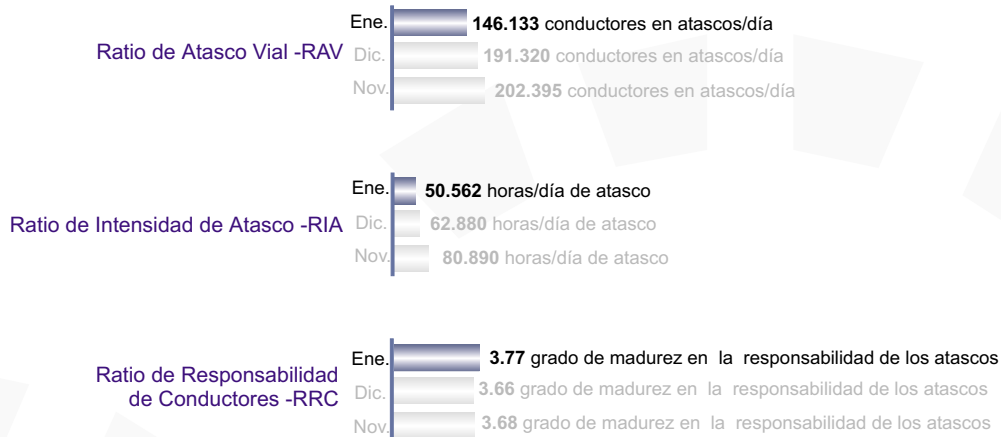 Ratio de Atasco Vial -RAV
Ene. 146.133 conductores en atascos/día
Dic. 191.320 conductores en atascos/día
Nov. 202.395 conductores en atascos/día
Ratio de Intensidad de Atasco -RIA
Ene. 50.562 horas/día de atasco
Dic. 62.880 horas/día de atasco
Nov. 80.890 horas/día de atasco
Ratio de Responsabilidad
de Conductores -RRC
Ene. 3.77 grado de madurez en la responsabilidad de los atascos
Dic. 3.66 grado de madurez en la responsabilidad de los atascos
Nov. 3.68 grado de madurez en la responsabilidad de los atascos